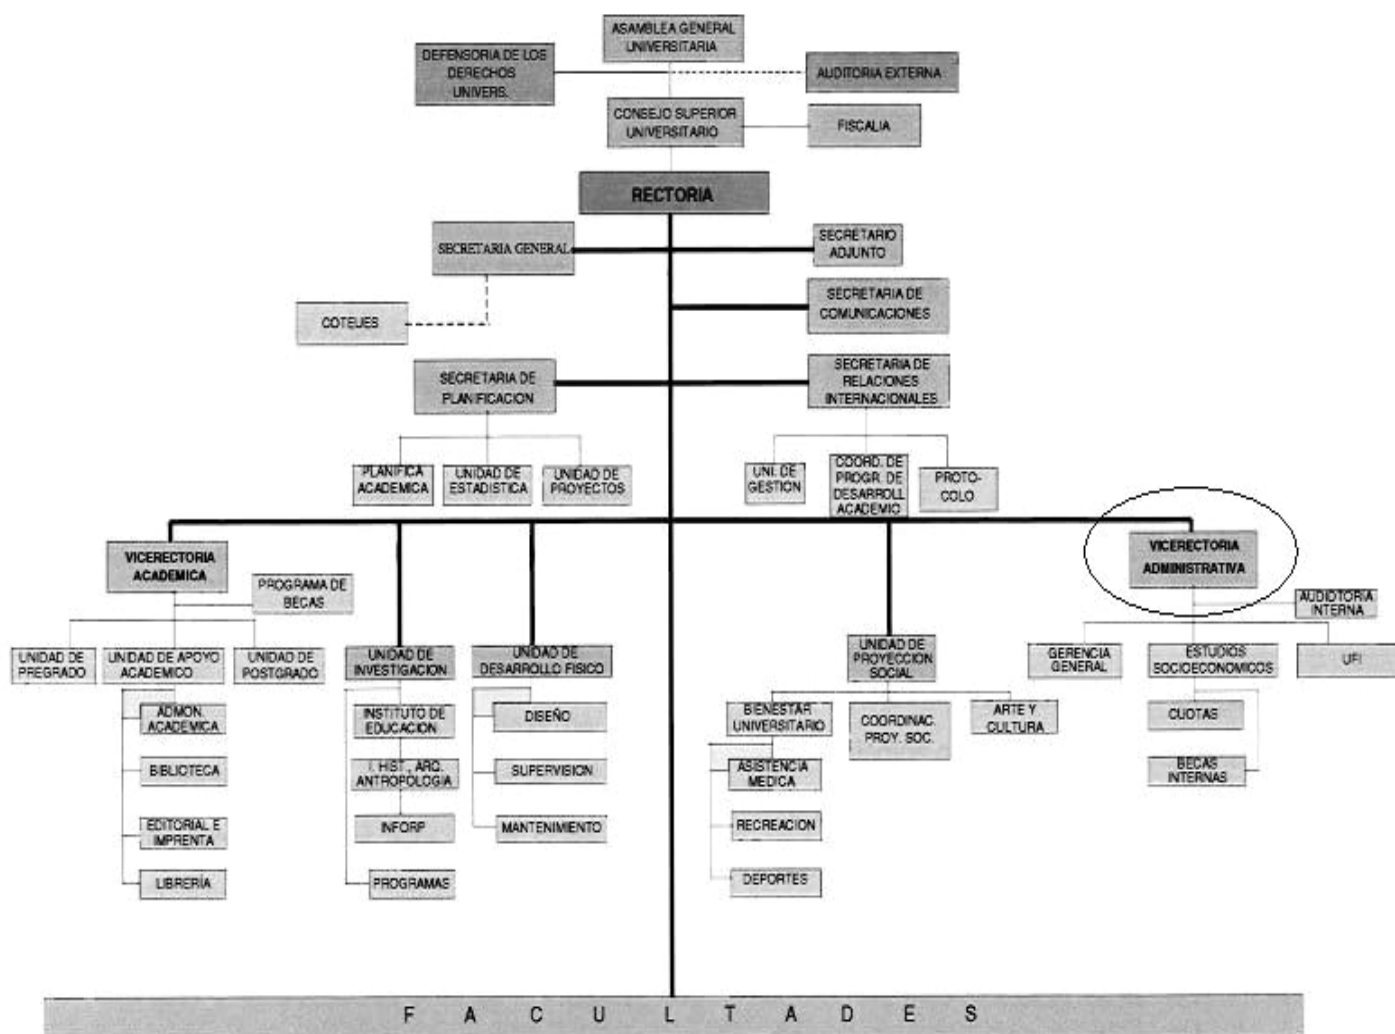 ASAMBLEA GENERAL
UNIVERSITARIA
DEFENSORIA DE LOS
DERECHOS
UNIVERS.
AUDITORIA EXTERNA
CONSEJO SUPERIOR
UNIVERSITARIO
FISCALIA
RECTORIA
SECRETARIA GENERAL
SECRETARIO
ADJUNTO
SECRETARIA DE
COMUNICACIONES
COTEUES
SECRETARIA DE
PLANIFICACION
SECRETARIA DE
RELACIONES
INTERNACIONALES
PLANIFICA
ACADEMICA
UNIDAD DE
ESTADISTICA
UNIDAD DE
PROYECTOS
UNI. DE
GESTION
COORD. DE
PROGR. DE
DESARROLL
ACADEMIC
PROTO-
COLO
VICERECTORIA
ACADEMICA
PROGRAMA DE
BECAS
VICERECTORIA
ADMINISTRATIVA
AUDIOTORIA
INTERNA
UNIDAD DE
PREGRADO
UNIDAD DE APOYO
ACADEMICO
UNIDAD DE
POSTGRADO
UNIDAD DE
INVESTIGACION
UNIDAD DE
DESARROLLO FISICO
UNIDAD DE
PROYECCION
SOCIAL
GERENCIA
GENERAL
ESTUDIOS
SOCIOECONOMICOS
UFI
ADMON.
ACADEMICA
BIBLIOTECA
EDITORIAL E
IMPRENTA
LIBRERÍA
INSTITUTO DE
EDUCACION
I. HIST., ARQ.
ANTROPOLOGIA
INFORP
PROGRAMAS
DISEÑO
SUPERVISION
MANTENIMIENTO
BIENESTAR
UNIVERSITARIO
COORDINAC.
PROY. SOC.
ARTE Y
CULTURA
ASISTENCIA
MEDICA
RECREACION
DEPORTES
CUOTAS
BECAS
INTERNAS
F A C U L T A D E S